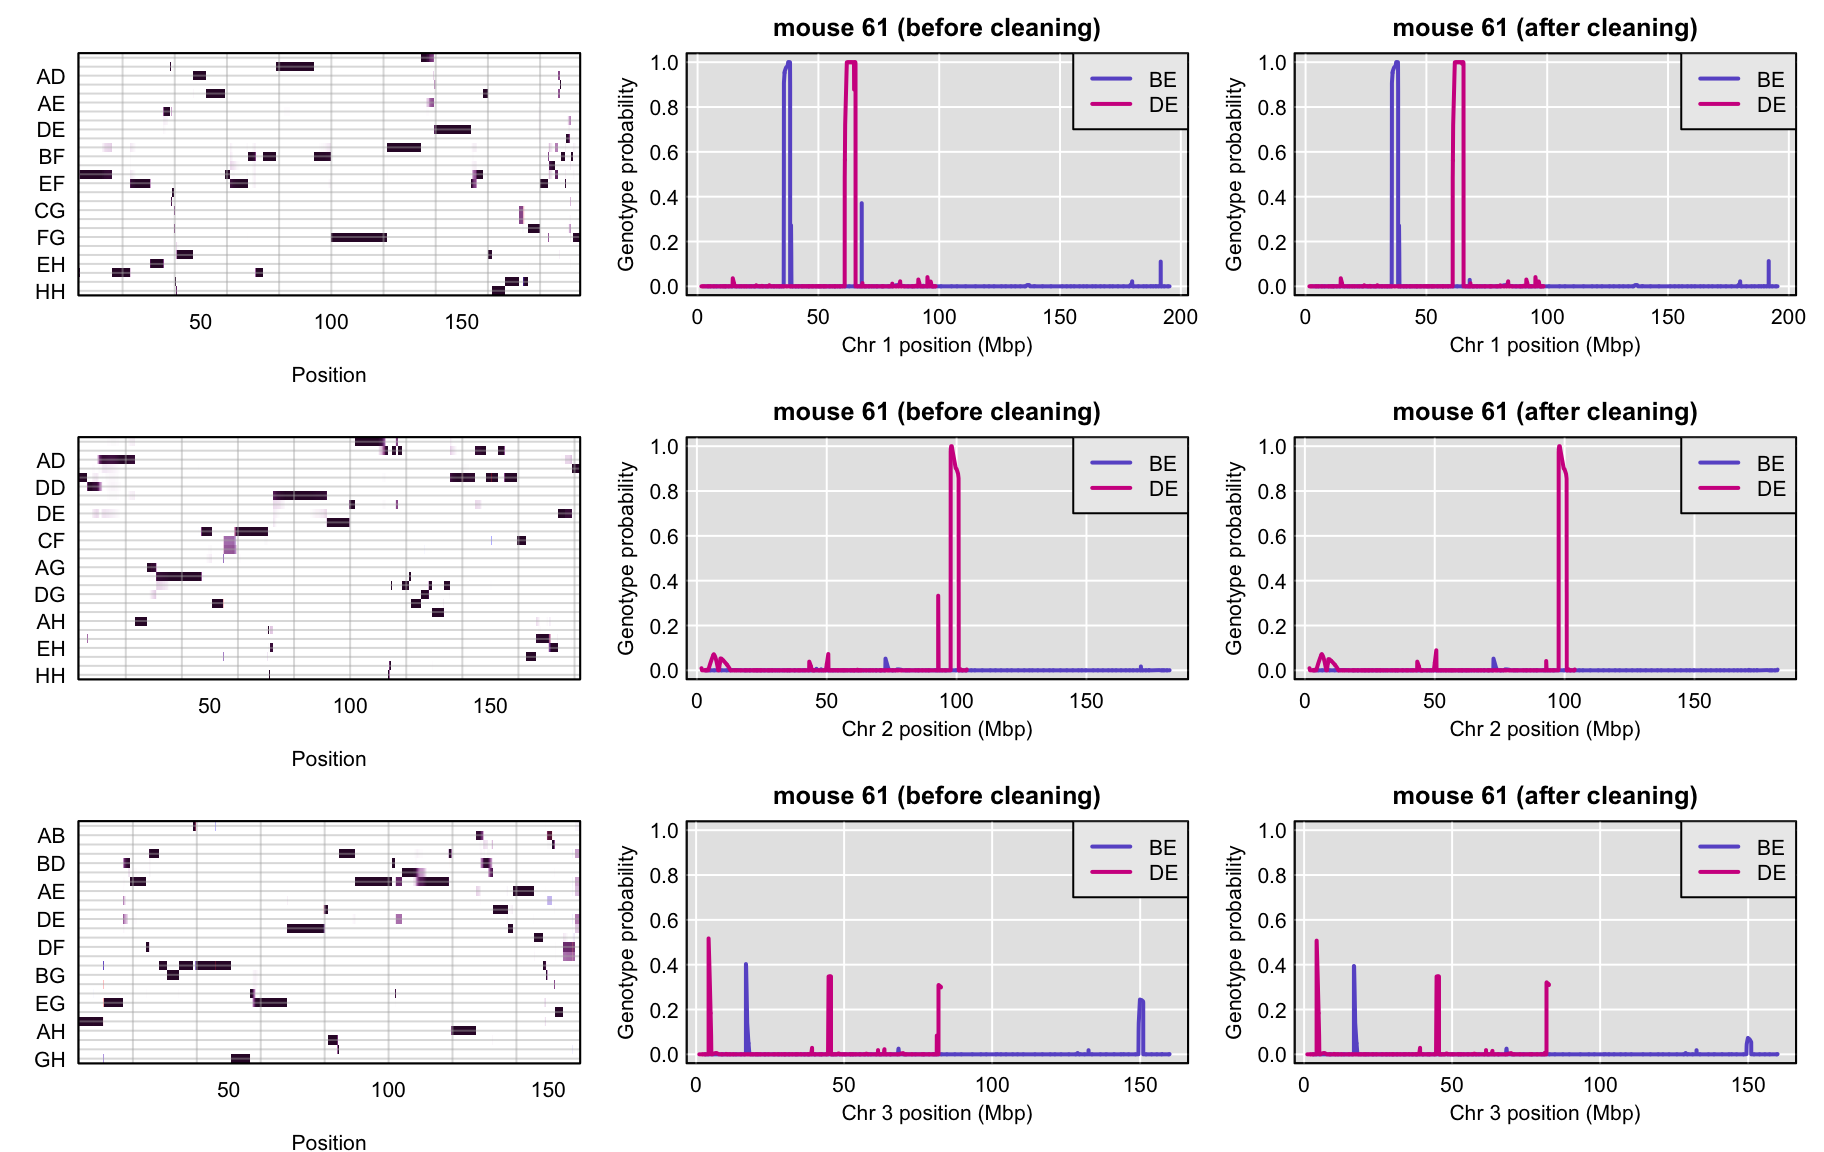 AD
AE
DE
BF
EF
CG
FG
EH
HH
50 100 150
Position
mouse 61 (before cleaning)
Genotype probability
1.0
0.8
0.6
0.4
0.2
0.0
BE
DE
0 50 100 150 200
Chr 1 position (Mbp)
mouse 61 (after cleaning)
Genotype probability
1.0
0.8
0.6
0.4
0.2
0.0
BE
DE
0 50 100 150 200
Chr 1 position (Mbp)
AD
DD
DE
CF
AG
DG
AH
EH
HH
50 100 150
Position
mouse 61 (before cleaning)
Genotype probability
1.0
0.8
0.6
0.4
0.2
0.0
BE
DE
0 50 100 150
Chr 2 position (Mbp)
mouse 61 (after cleaning)
Genotype probability
1.0
0.8
0.6
0.4
0.2
0.0
BE
DE
0 50 100 150
Chr 2 position (Mbp)
AB
BD
AE
DE
DF
BG
EG
AH
GH
50 100 150
Position
mouse 61 (before cleaning)
Genotype probability
1.0
0.8
0.6
0.4
0.2
0.0
BE
DE
0 50 100 150
Chr 3 position (Mbp)
mouse 61 (after cleaning)
Genotype probability
1.0
0.8
0.6
0.4
0.2
0.0
BE
DE
0 50 100 150
Chr 3 position (Mbp)